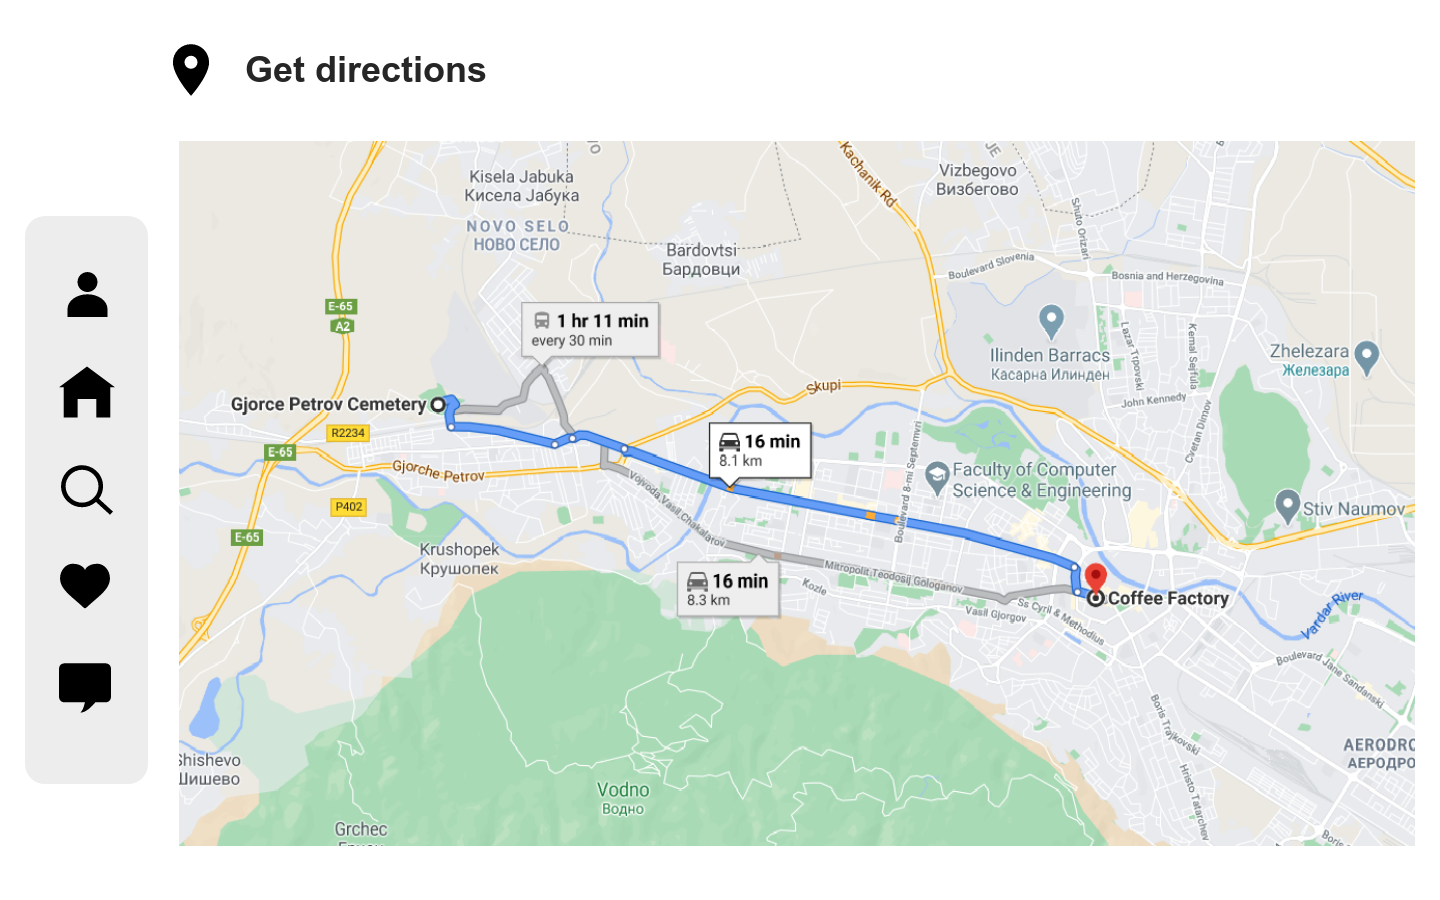 Get directions
Kachanik Rd
Kisela Jabuka
Кисела Јабука
Vizbegovo
Визбегово
NOVO SELO
НОВО СЕЛО
Shuto Orizari
Bardovtsi
Бардовци
Boulevard Slovenia
Bosnia and Herzegovina
E-65
A2
1 hr 11 min
every 30 min
Lazar Trpovski
Kemal Sejfula
Ilinden Barracs
Касарна Илинден
Zhelezara
Железара
Skupi
John Kennedy
Gjorce Petrov Cemetery
R2234
Cvetan Dimov
16 min
8.1 km
E-65
Gjorche Petrov
Boulevard 8-mi Septemvri
Faculty of Computer
Science & Engineering
Vojvoda Vasil Chakalarov
P402
Stiv Naumov
E-65
Krushopek
Крушопек
16 min
8.3 km
Mitropolit Teodosij Gologanov
Kozle
Coffee Factory
Ss Cyril & Methodius
Vasil Gjorgov
Vardar River
Boulevard Jane Sandanski
Boris Trajkovski
AERODRO
АЕРОДРО
Shishevo
Шишево
Hristo Tatarchev
Vodno
Водно
Grchec
Boris